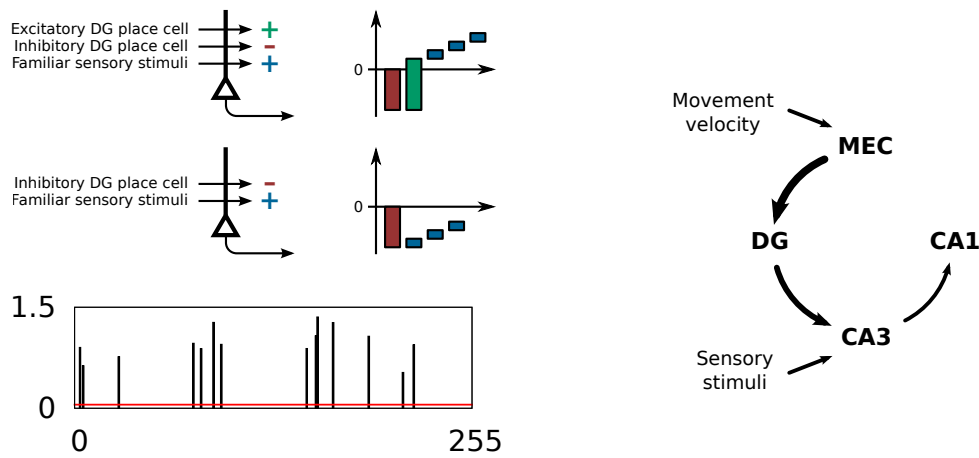 Excitatory DG place cell
+
Inhibitory DG place cell
-
Familiar sensory stimuli
+
0
Inhibitory DG place cell
-
Familiar sensory stimuli
+
0
1.5
0
0
255
Movement
velocity
MEC
DG
CA1
CA3
Sensory
stimuli